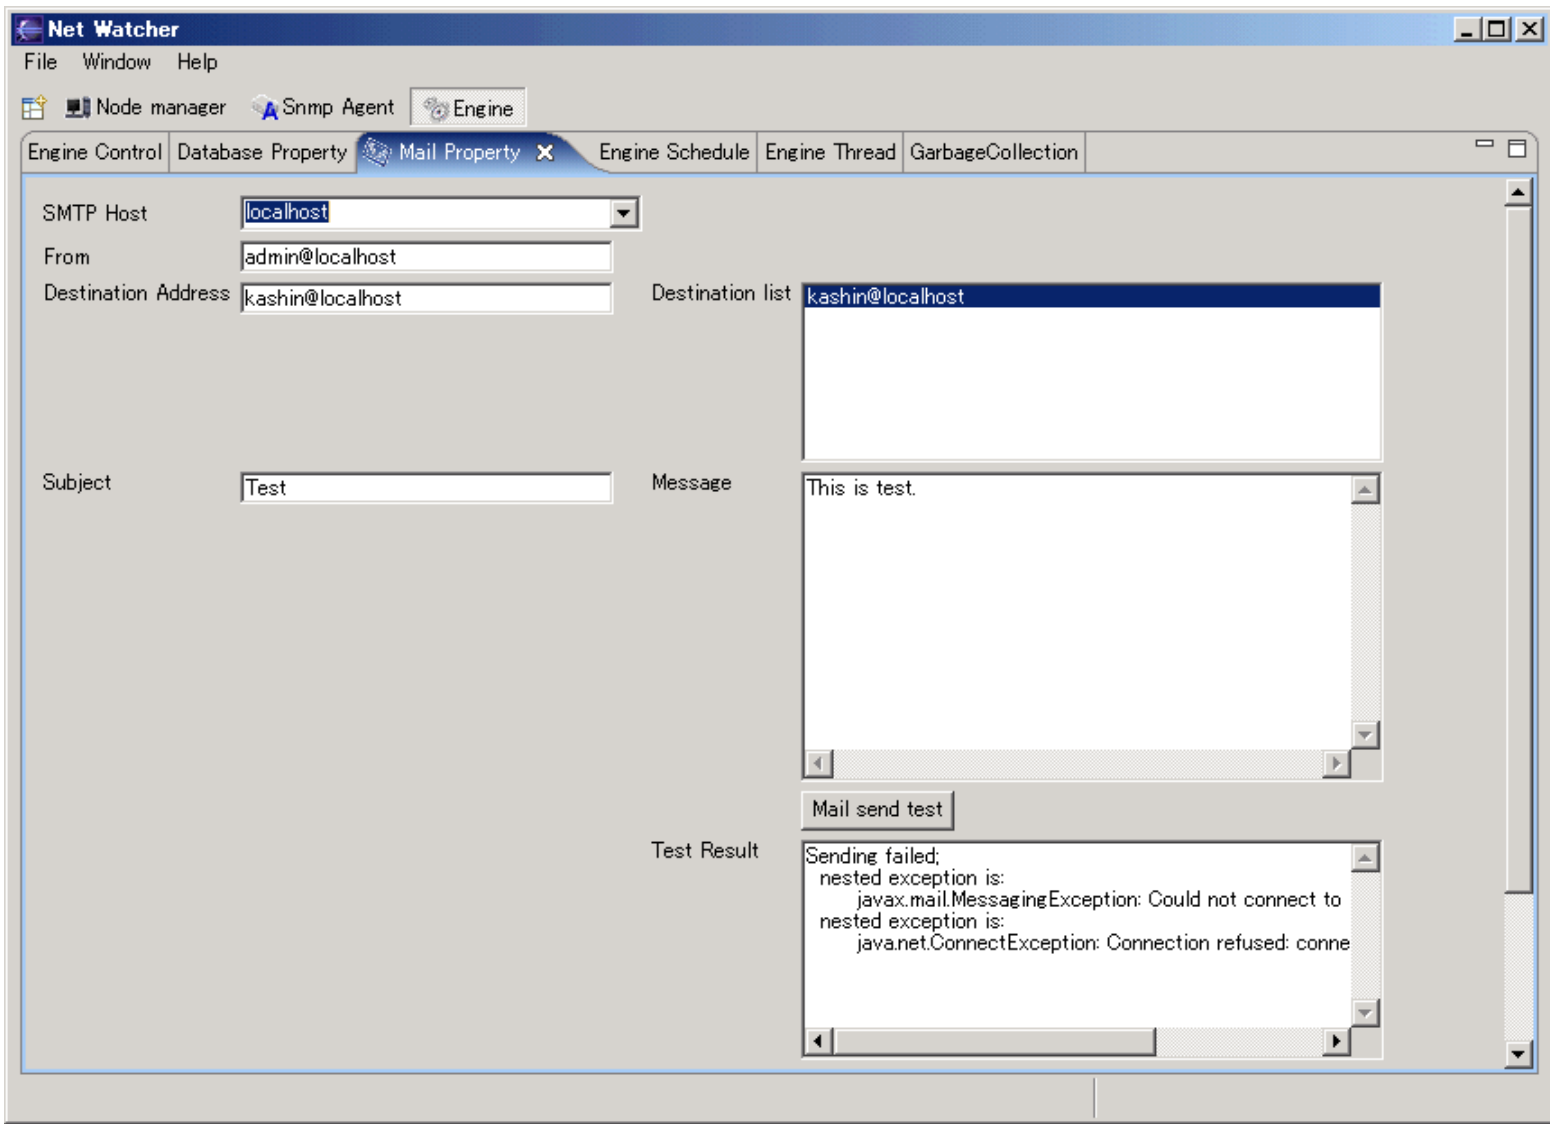 Net Watcher
File Window Help
Node manager Snmp Agent Engine
Engine Control Database Property Mail Property Engine Schedule Engine Thread GarbageCollection
SMTP Host localhost
From admin@localhost
Destination Address kashin@localhost Destination list kashin@localhost
Subject Test Message This is test.
Mail send test
Test Result Sending failed;
nested exception is:
javax.mail.MessagingException: Could not connect to
nested exception is:
java.net.ConnectException: Connection refused: conne